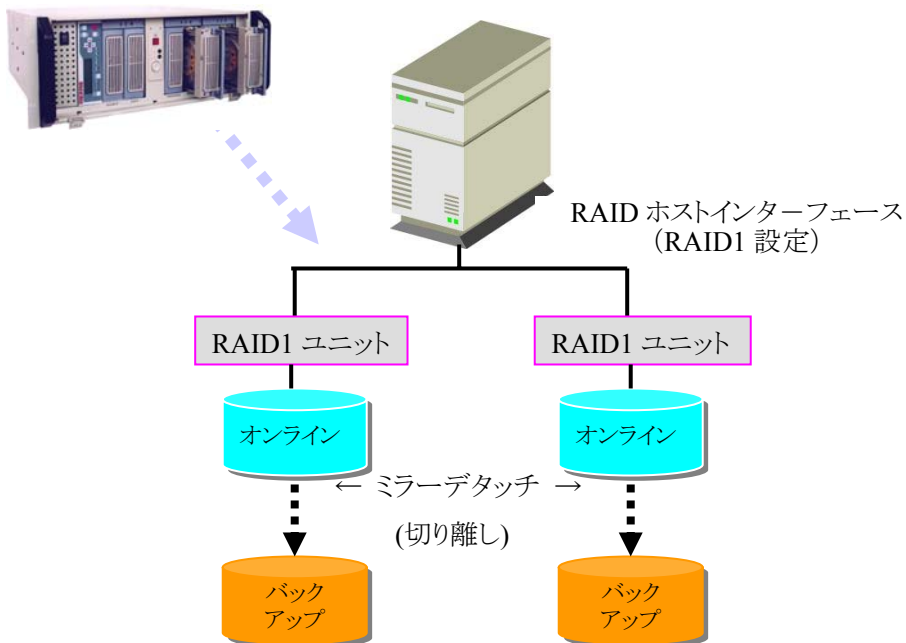 RAID ホストインターフェース
(RAID1 設定)
RAID1 ユニット
RAID1 ユニット
オンライン
オンライン
← ミラーデタッチ →
(切り離し)
バック
アップ
バック
アップ